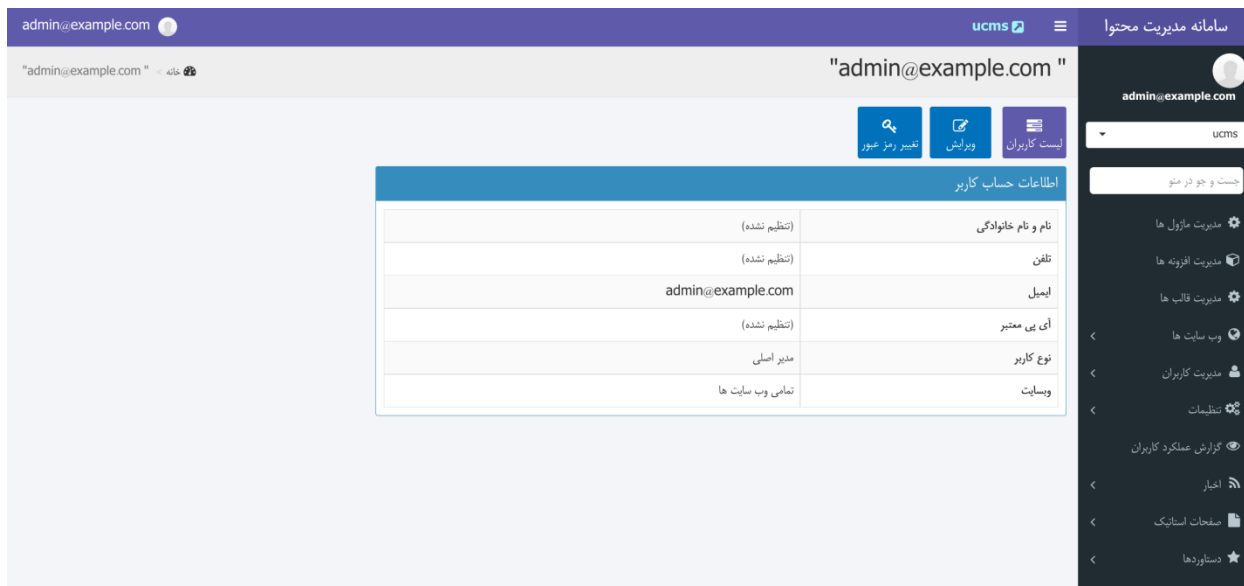 سامانه مدیریت محتوا
ucms
admin@example.com
admin@example.com
ucms
جست و جو در منو
مدیریت ماژول ها
مدیریت افزونه ها
مدیریت قالب ها
وب سایت ها
مدیریت کاربران
تنظیمات
گزارش عملکرد کاربران
اخبار
صفحات استاتیک
دستاوردها
"admin@example.com "
خانه > " admin@example.com"
لیست کاربران
ویرایش
تغییر رمز عبور
اطلاعات حساب کاربر
نام و نام خانوادگی (تنظیم نشده)
تلفن (تنظیم نشده)
ایمیل admin@example.com
آی پی معتبر (تنظیم نشده)
نوع کاربر مدیر اصلی
وبسایت تمامی وب سایت ها